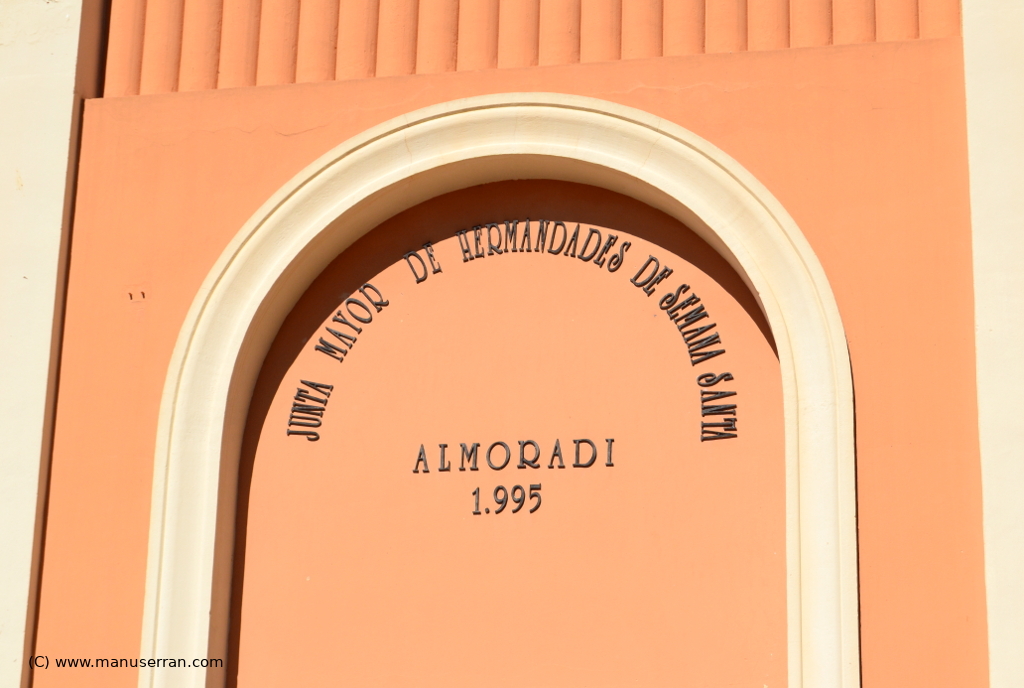 JUNTA MAYOR DE HERMANDADES DE SEMANA SANTA
ALMORADI
1.995
(C) www.manuserran.com